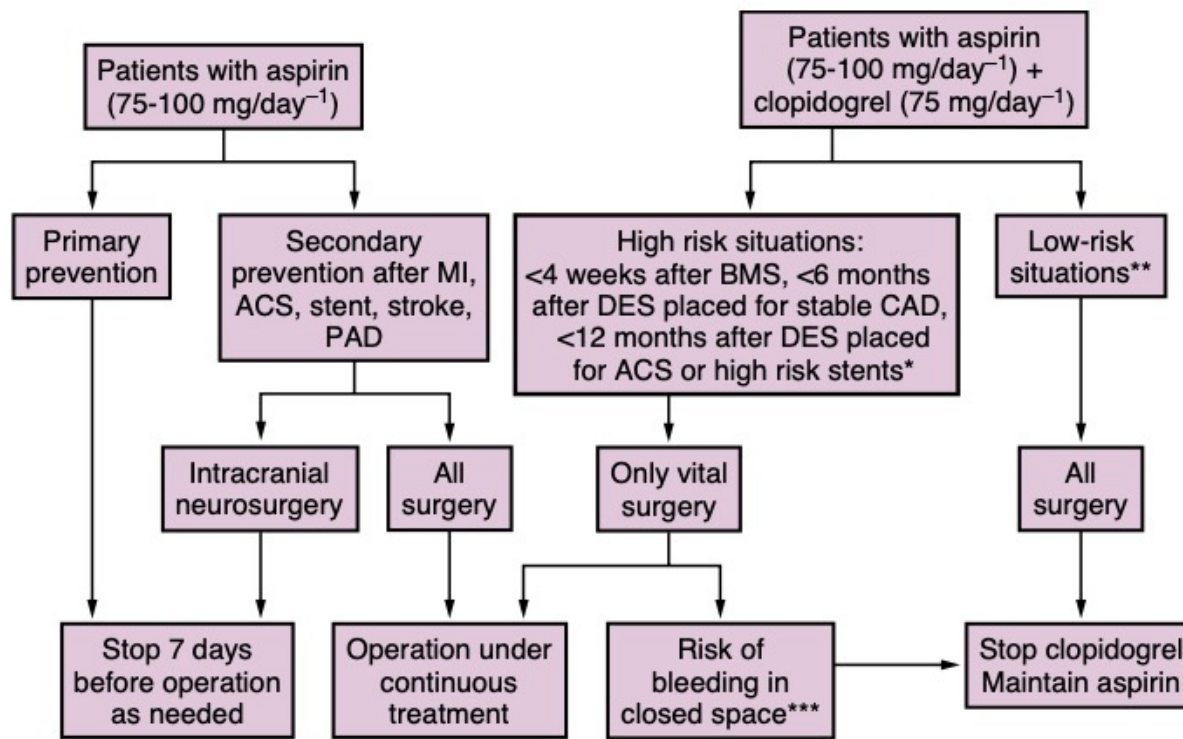 Patients with aspirin
(75-100 mg/day⁻¹)
Patients with aspirin
(75-100 mg/day⁻¹) +
clopidogrel (75 mg/day⁻¹)
Primary
prevention
Secondary
prevention after MI,
ACS, stent, stroke,
PAD
High risk situations:
<4 weeks after BMS, <6 months
after DES placed for stable CAD,
<12 months after DES placed
for ACS or high risk stents*
Low-risk
situations**
Intracranial
neurosurgery
All
surgery
Only vital
surgery
All
surgery
Stop 7 days
before operation
as needed
Operation under
continuous
treatment
Risk of
bleeding in
closed space***
Stop clopidogrel
Maintain aspirin